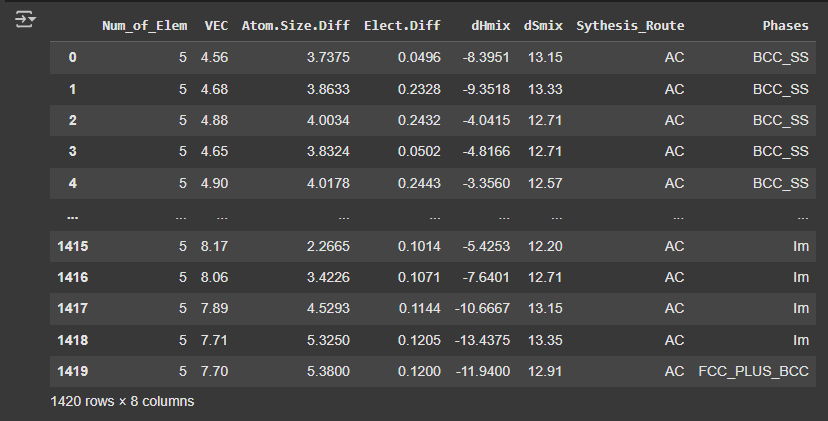 Num_of_Elem VEC Atom.Size.Diff Elect.Diff dHmix dSmix Sythesis_Route Phases
0 5 4.56 3.7375 0.0496 -8.3951 13.15 AC BCC_SS
1 5 4.68 3.8633 0.2328 -9.3518 13.33 AC BCC_SS
2 5 4.88 4.0034 0.2432 -4.0415 12.71 AC BCC_SS
3 5 4.65 3.8324 0.0502 -4.8166 12.71 AC BCC_SS
4 5 4.90 4.0178 0.2443 -3.3560 12.57 AC BCC_SS
... ... ... ... ... ... ... ... ...
1415 5 8.17 2.2665 0.1014 -5.4253 12.20 AC Im
1416 5 8.06 3.4226 0.1071 -7.6401 12.71 AC Im
1417 5 7.89 4.5293 0.1144 -10.6667 13.15 AC Im
1418 5 7.71 5.3250 0.1205 -13.4375 13.35 AC Im
1419 5 7.70 5.3800 0.1200 -11.9400 12.91 AC FCC_PLUS_BCC
1420 rows × 8 columns